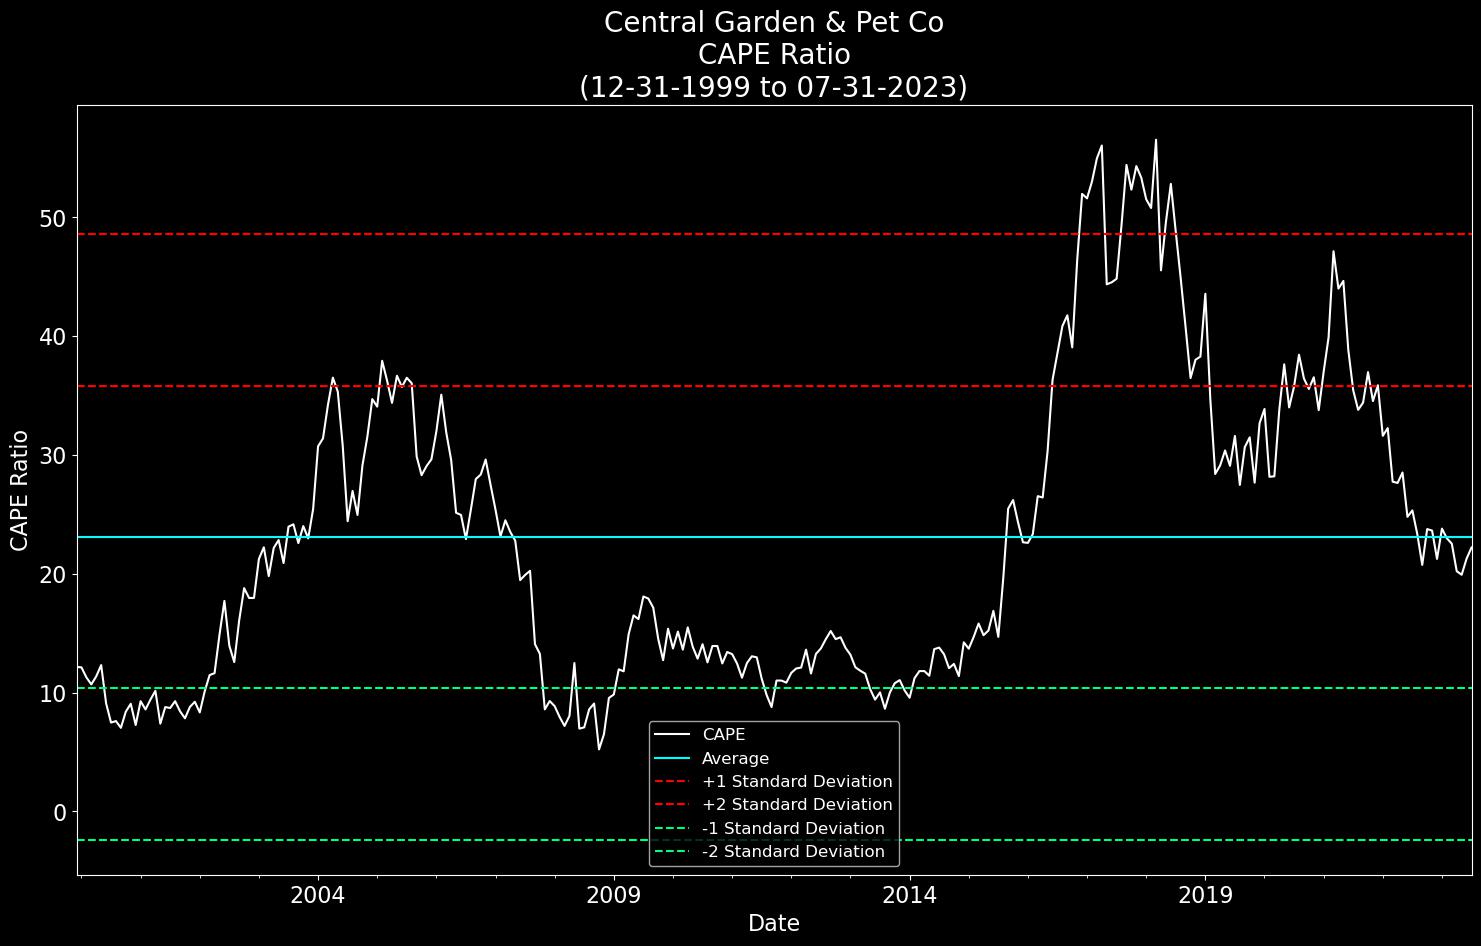 Central Garden & Pet Co
CAPE Ratio
(12-31-1999 to 07-31-2023)
CAPE Ratio
50
40
30
20
10
0
CAPE
Average
+1 Standard Deviation
+2 Standard Deviation
-1 Standard Deviation
-2 Standard Deviation
2004
2009
2014
2019
Date